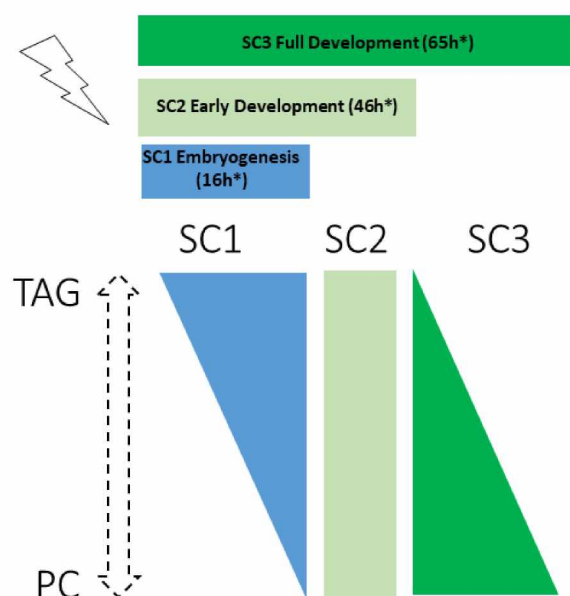 SC3 Full Development (65h*)
SC2 Early Development (46h*)
SC1 Embryogenesis
(16h*)
SC1 SC2 SC3
TAG
PC